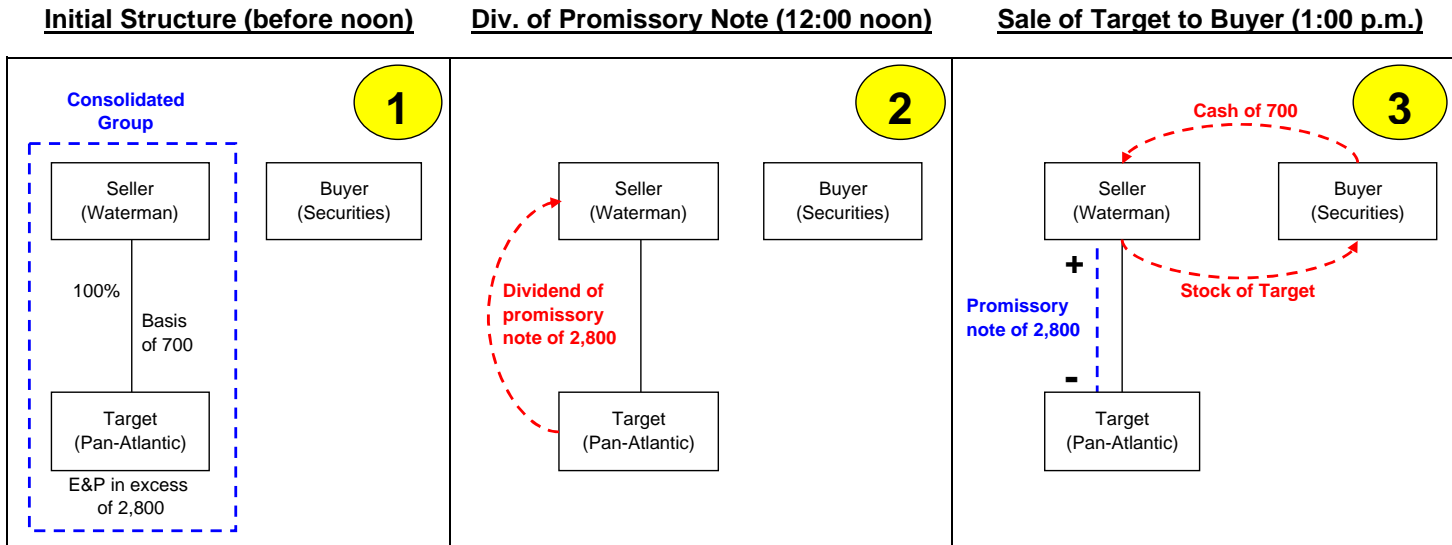 Initial Structure (before noon)
Div. of Promissory Note (12:00 noon)
Sale of Target to Buyer (1:00 p.m.)
1
Consolidated
Group
Seller
(Waterman)
Buyer
(Securities)
100%
Basis
of 700
Target
(Pan-Atlantic)
E&P in excess
of 2,800
2
Seller
(Waterman)
Buyer
(Securities)
Dividend of
promissory
note of 2,800
Target
(Pan-Atlantic)
3
Cash of 700
Seller
(Waterman)
Buyer
(Securities)
+
Stock of Target
Promissory
note of 2,800
-
Target
(Pan-Atlantic)